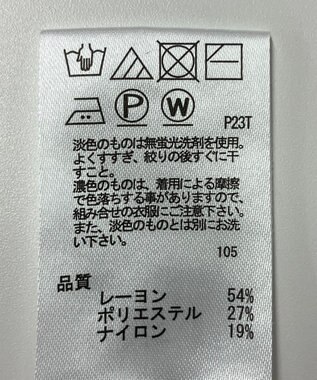 P
W
P23T
淡色のものは無蛍光洗剤を使用。
よくすすぎ、絞りの後すぐに干
すこと。
濃色のものは、着用による摩擦
で色落ちする事がありますので、
組み合せの衣服にご注意下さい。
また、淡色のものとは別にお洗
い下さい。
105
品質
レーヨン 54%
ポリエステル 27%
ナイロン 19%